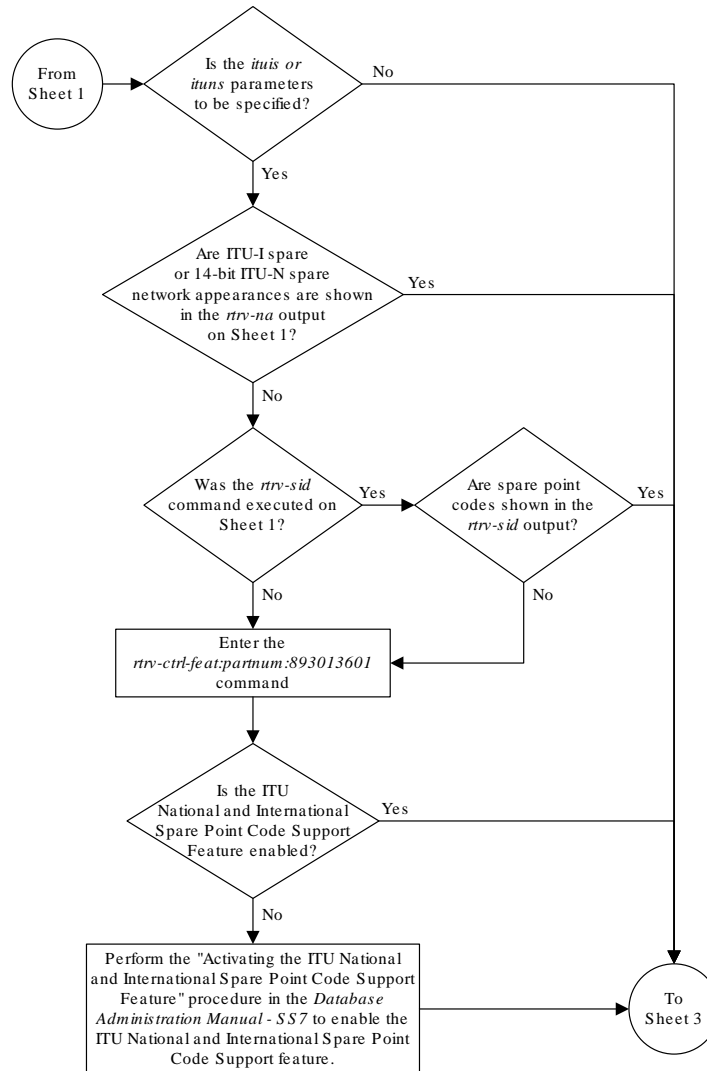 From
Sheet 1
Is the ituis or
ituns parameters
to be specified?
No
Yes
Are ITU-I spare
or 14-bit ITU-N spare
network appearances are shown
in the rtrv-na output
on Sheet 1?
Yes
No
Was the rtrv-sid
command executed on
Sheet 1?
Yes
Are spare point
codes shown in the
rtrv-sid output?
Yes
No
No
Enter the
rtrv-ctrl-feat:partnum:893013601
command
Is the ITU
National and International
Spare Point Code Support
Feature enabled?
Yes
No
Perform the "Activating the ITU National
and International Spare Point Code Support
Feature" procedure in the Database
Administration Manual - SS7 to enable the
ITU National and International Spare Point
Code Support feature.
To
Sheet 3